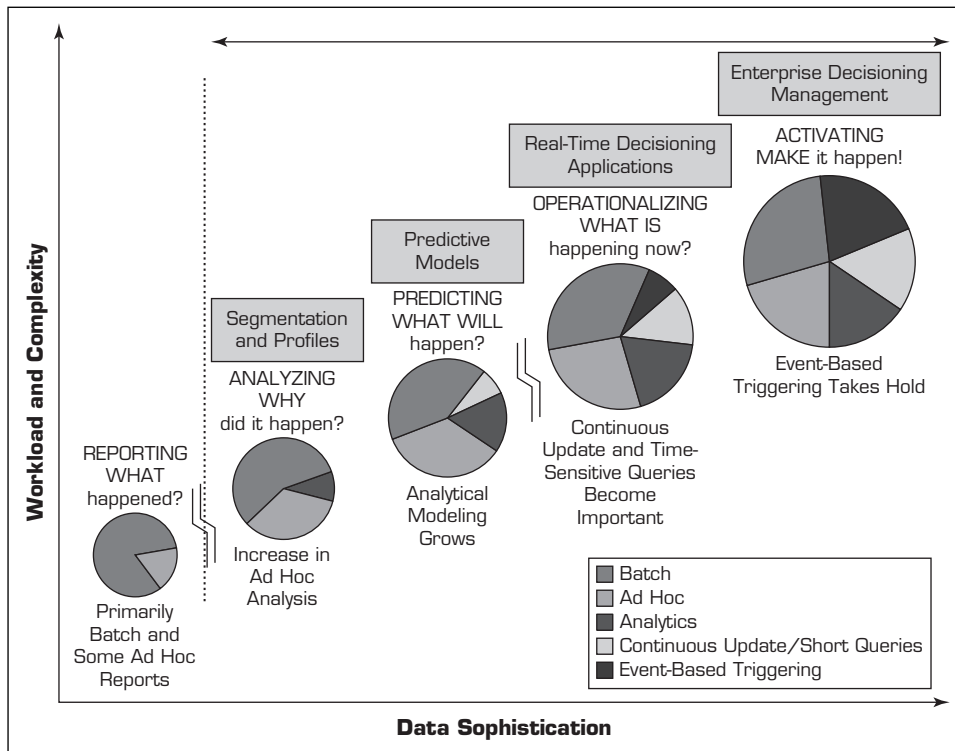 Workload and Complexity
REPORTING
WHAT
happened?
Primarily
Batch and
Some Ad Hoc
Reports
Segmentation
and Profiles
ANALYZING
WHY
did it happen?
Increase in
Ad Hoc
Analysis
Predictive
Models
PREDICTING
WHAT WILL
happen?
Analytical
Modeling
Grows
Real-Time Decisioning
Applications
OPERATIONALIZING
WHAT IS
happening now?
Continuous
Update and Time-
Sensitive Queries
Become
Important
Enterprise Decisioning
Management
ACTIVATING
MAKE it happen!
Event-Based
Triggering Takes Hold
Batch
Ad Hoc
Analytics
Continuous Update/Short Queries
Event-Based Triggering
Data Sophistication